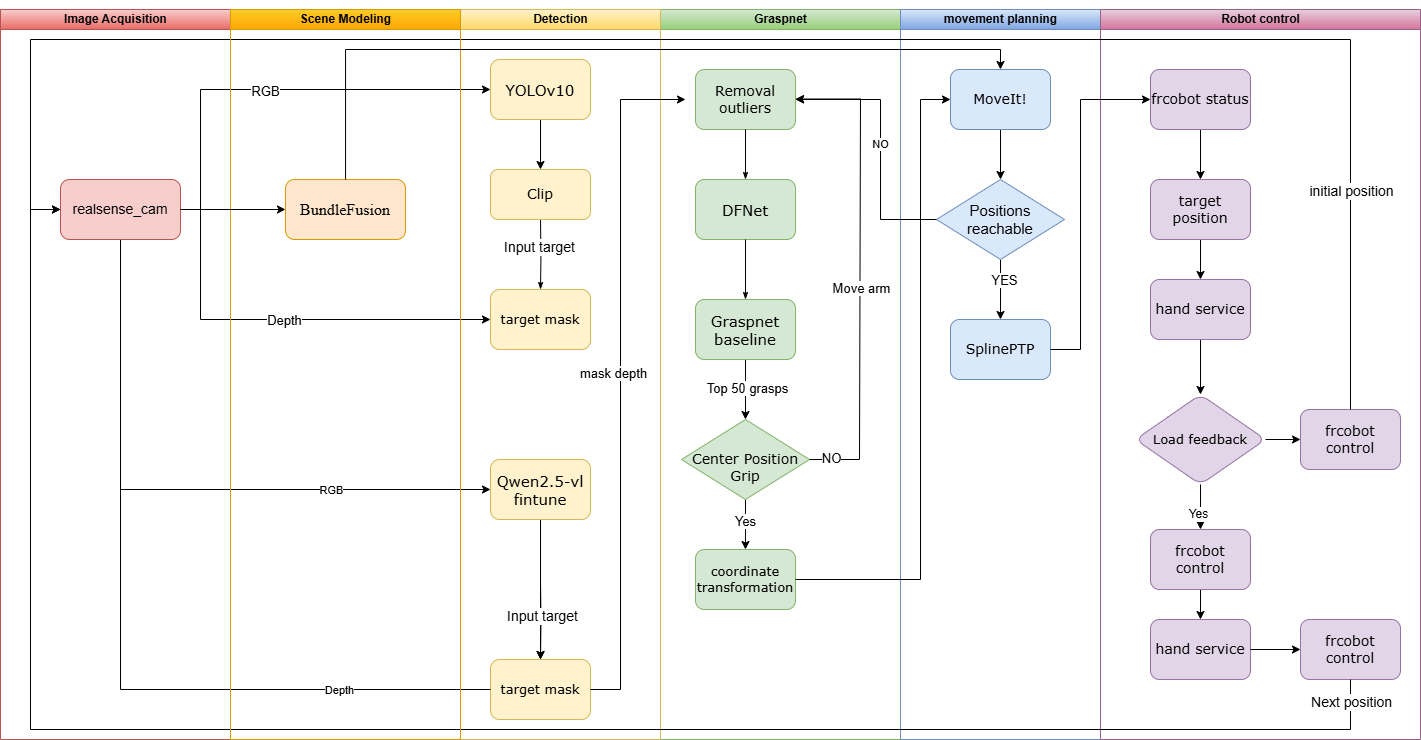 Image Acquisition
Scene Modeling
Detection
Graspnet
movement planning
Robot control
realsense_cam
BundleFusion
RGB
Depth
RGB
Depth
YOLOv10
Clip
Input target
target mask
mask depth
Qwen2.5-vl
fintune
Input target
target mask
Removal
outliers
DFNet
Graspnet
baseline
Top 50 grasps
Center Position
Grip
NO
Move arm
Yes
coordinate
transformation
NO
MoveIt!
Positions
reachable
YES
SplinePTP
frcobot status
target
position
hand service
Load feedback
frcobot
control
initial position
Yes
frcobot
control
hand service
frcobot
control
Next position